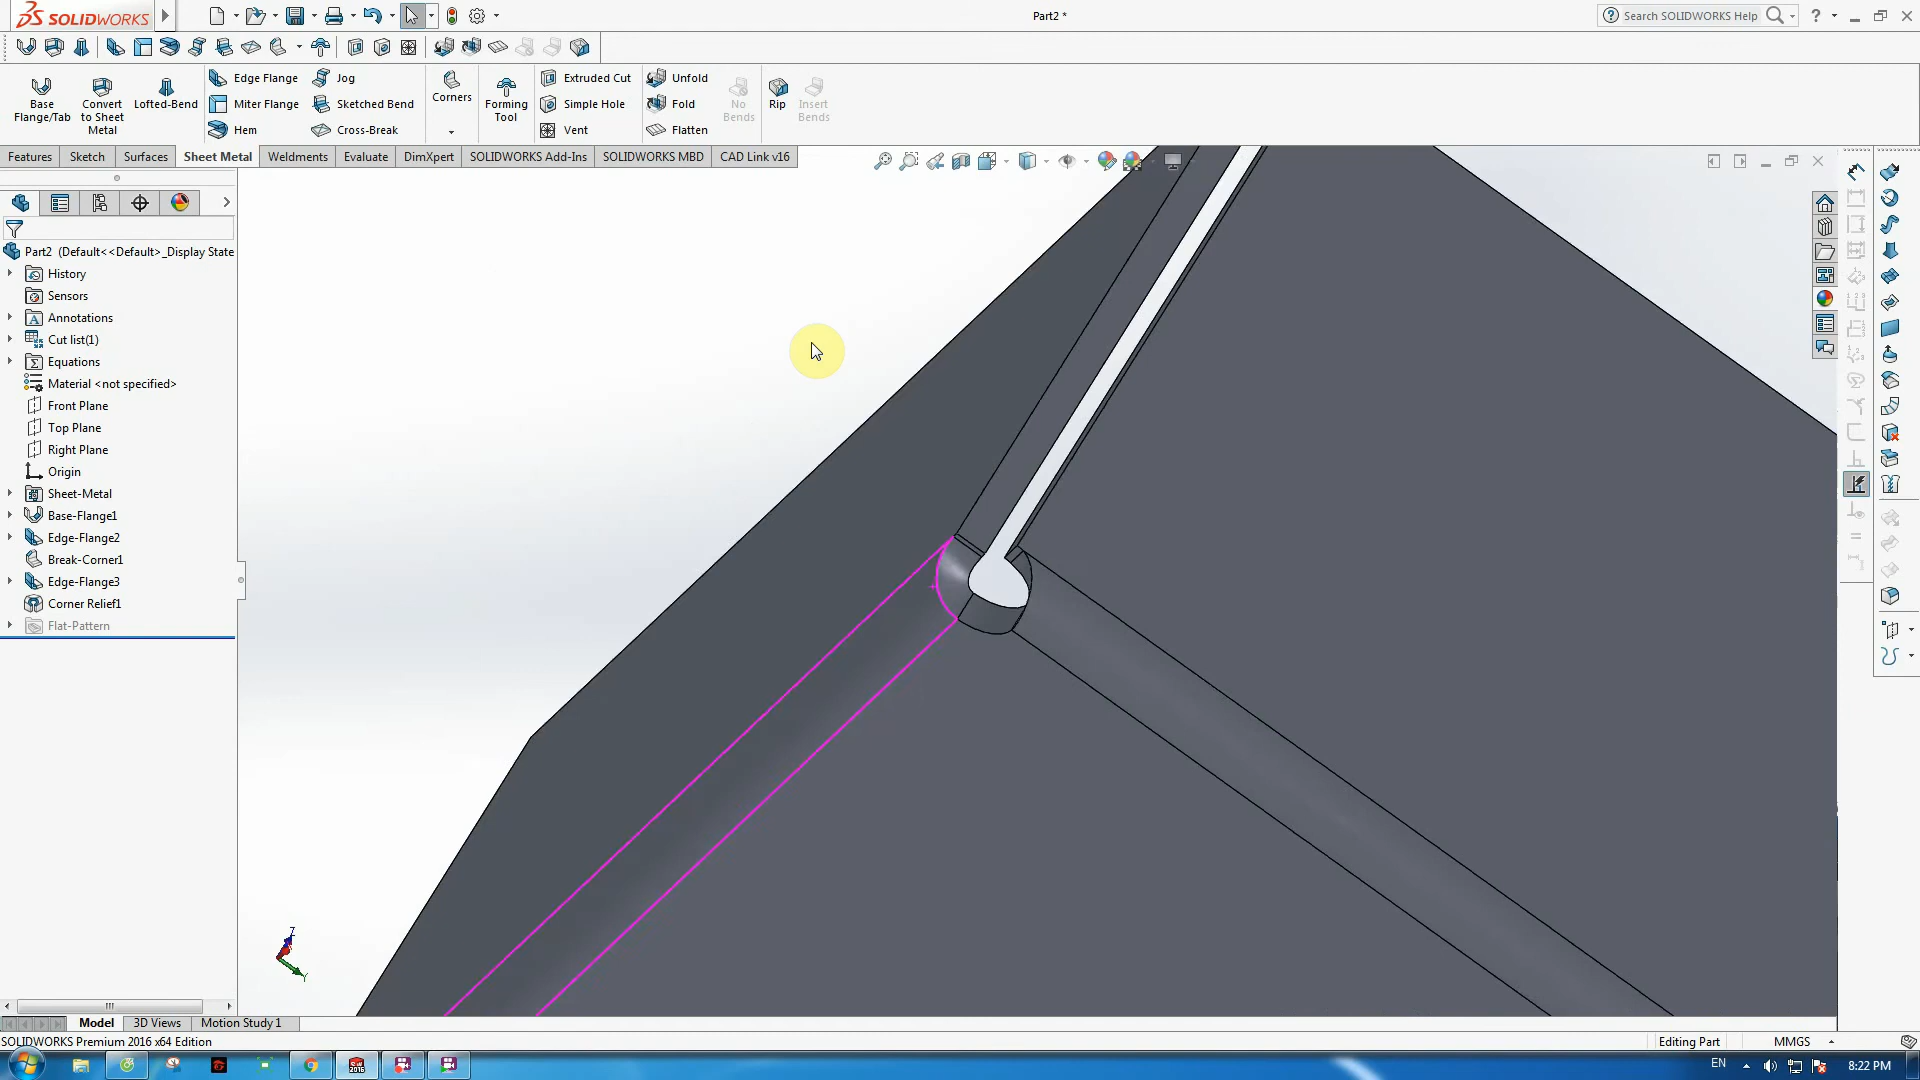 SOLIDWORKS
Part2 *
Search SOLIDWORKS Help
Base Flange/Tab
Convert to Sheet Metal
Lofted-Bend
Edge Flange
Miter Flange
Hem
Jog
Sketched Bend
Cross-Break
Corners
Forming Tool
Extruded Cut
Simple Hole
Vent
Unfold
Fold
Flatten
No Bends
Rip
Insert Bends
Features
Sketch
Surfaces
Sheet Metal
Weldments
Evaluate
DimXpert
SOLIDWORKS Add-Ins
SOLIDWORKS MBD
CAD Link v16
Part2 (Default<<Default>_Display State
History
Sensors
Annotations
Cut list(1)
Equations
Material <not specified>
Front Plane
Top Plane
Right Plane
Origin
Sheet-Metal
Base-Flange1
Edge-Flange2
Break-Corner1
Edge-Flange3
Corner Relief1
Flat-Pattern
Z
Y
Model
3D Views
Motion Study 1
SOLIDWORKS Premium 2016 x64 Edition
Editing Part
MMGS
EN
8:22 PM